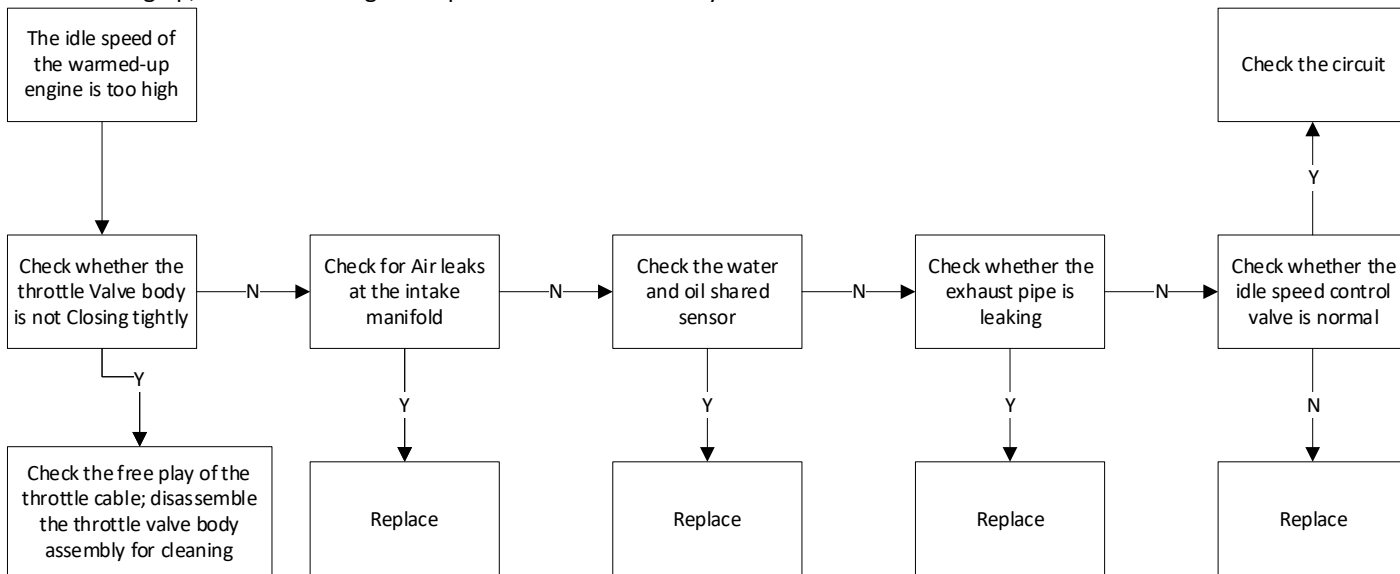 The idle speed of
the warmed-up
engine is too high
Check the circuit
Y
Check whether the
throttle Valve body
is not Closing tightly
N
Check for Air leaks
at the intake
manifold
N
Check the water
and oil shared
sensor
N
Check whether the
exhaust pipe is
leaking
N
Check whether the
idle speed control
valve is normal
Y
Y
Y
Y
N
Check the free play of the
throttle cable; disassemble
the throttle valve body
assembly for cleaning
Replace
Replace
Replace
Replace